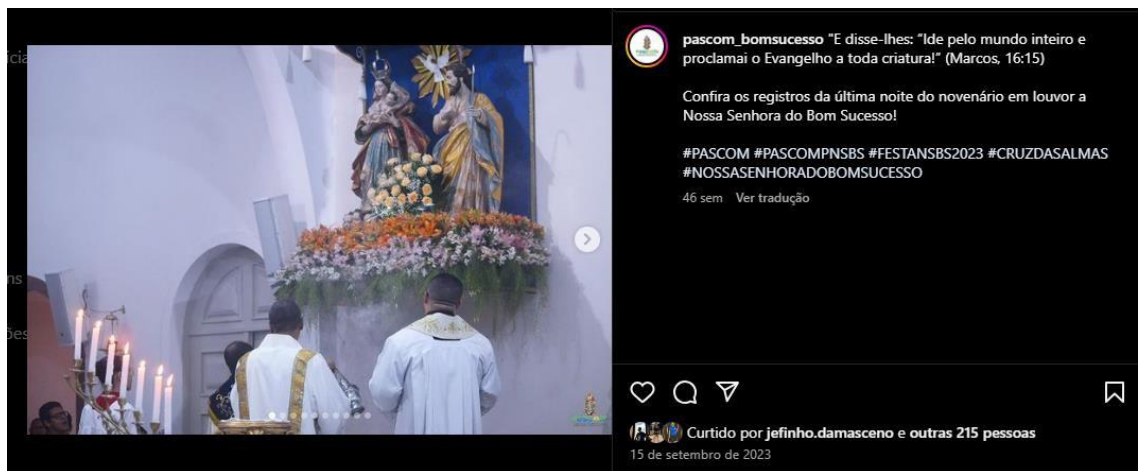 pascom_bomsucesso "E disse-lhes: "Ide pelo mundo inteiro e
proclamai o Evangelho a toda criatura!" (Marcos, 16:15)
Confira os registros da última noite do novenário em louvor a
Nossa Senhora do Bom Sucesso!
#PASCOM #PASCOMPNSBS #FESTANSBS2023 #CRUZDASALMAS
#NOSSASENHORADOBOMSUCESSO
46 sem Ver tradução
Curtido por jefinho.damasceno e outras 215 pessoas
15 de setembro de 2023